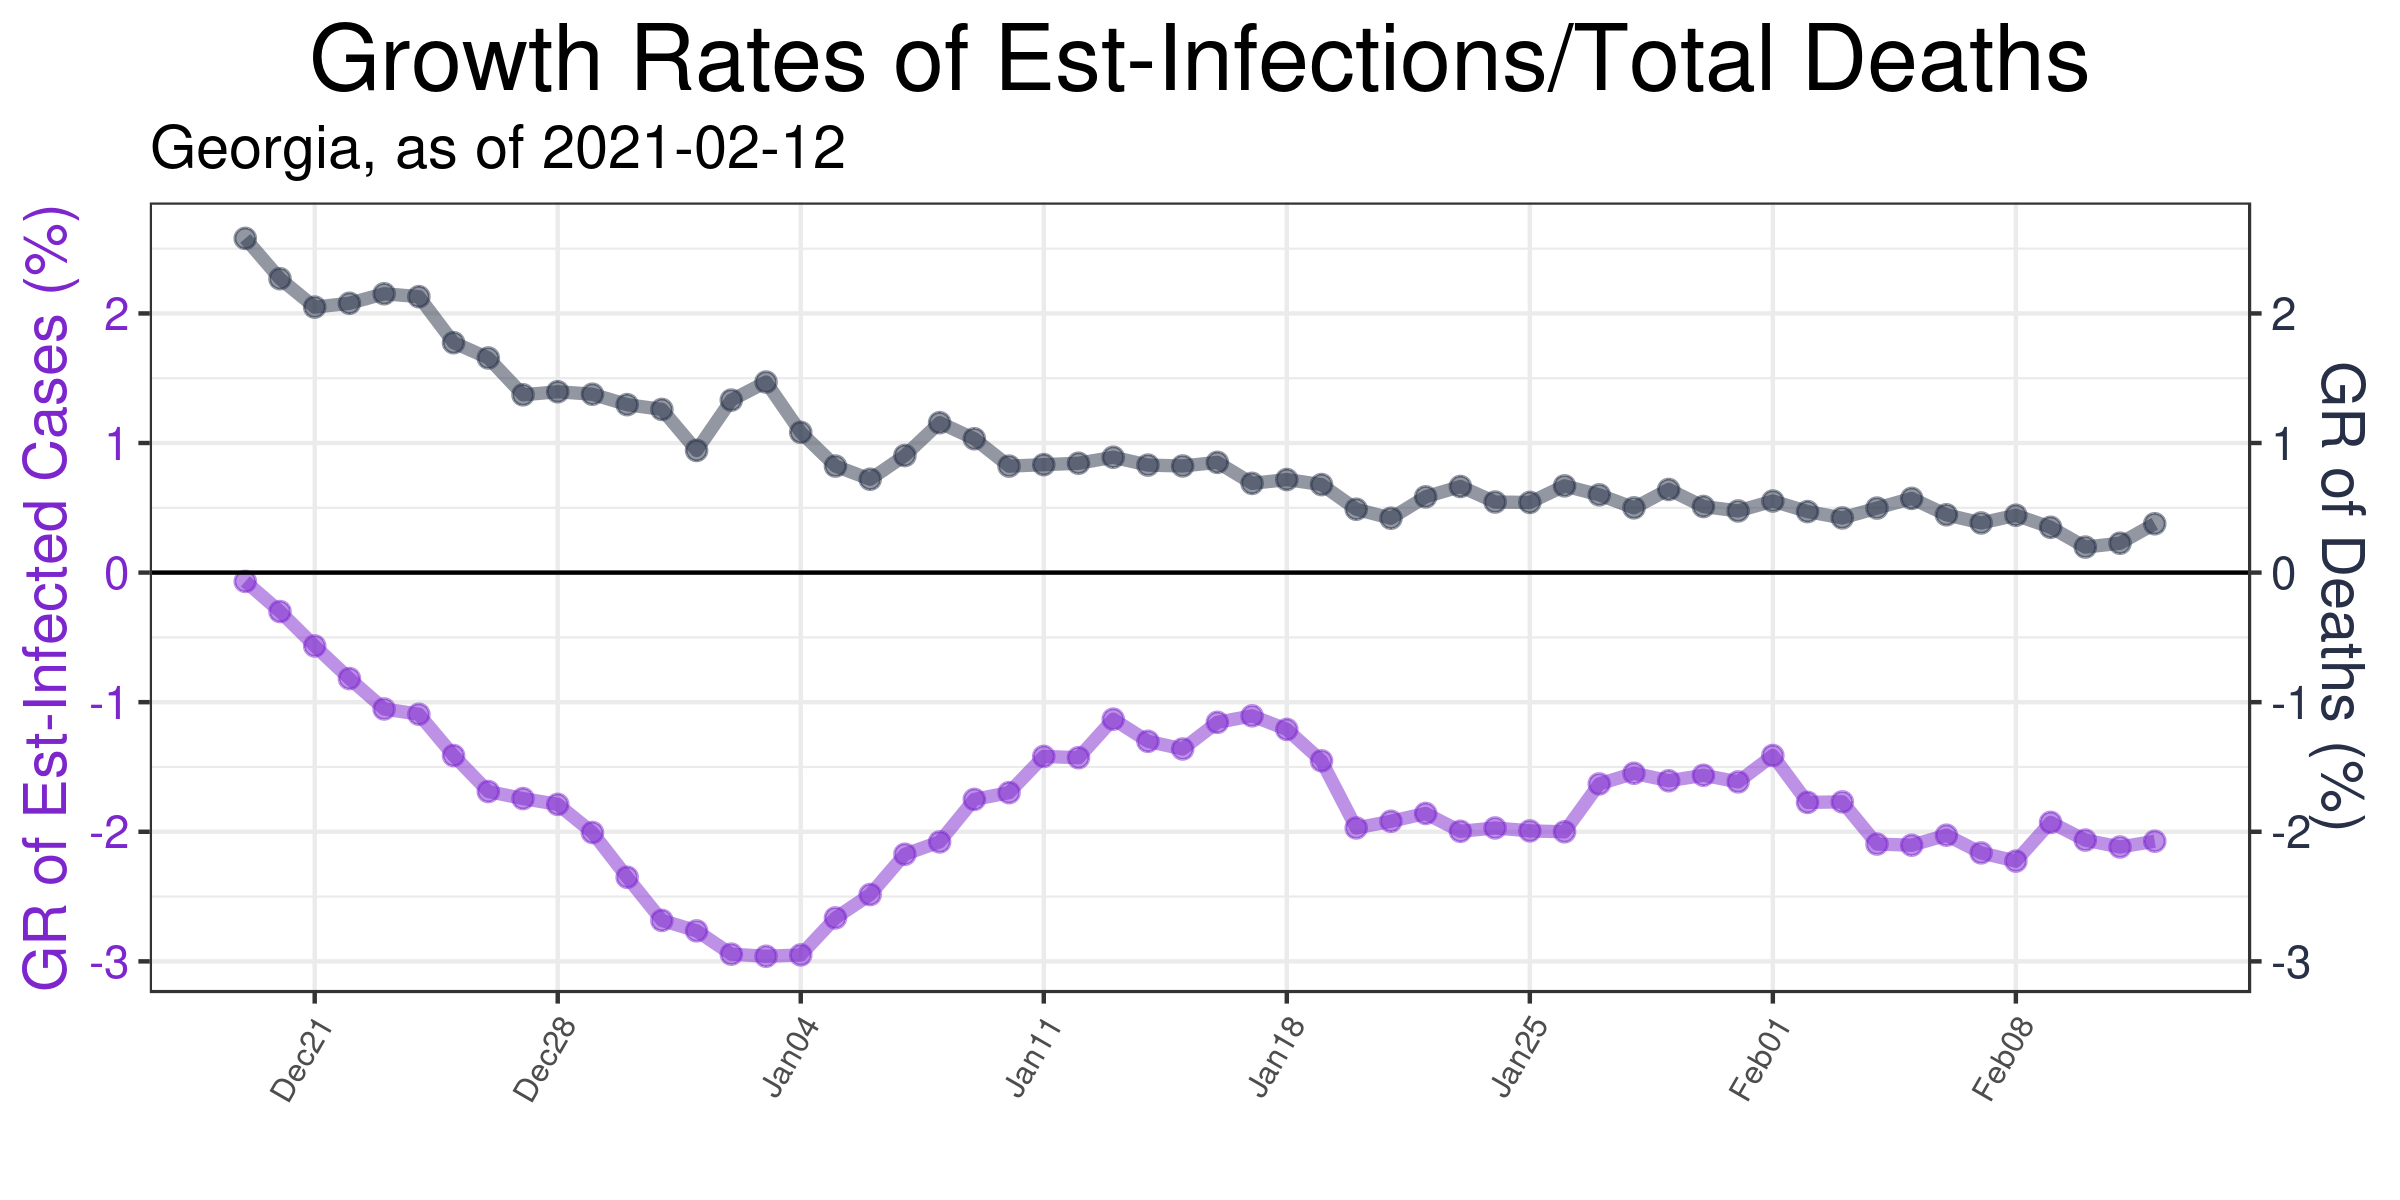 Growth Rates of Est-Infections/Total Deaths
Georgia, as of 2021-02-12
GR of Est-Infected Cases (%)
2
1
0
-1
-2
-3
2
1
0
-1
-2
-3
GR of Deaths (%)
Dec21
Dec28
Jan04
Jan11
Jan18
Jan25
Feb01
Feb08